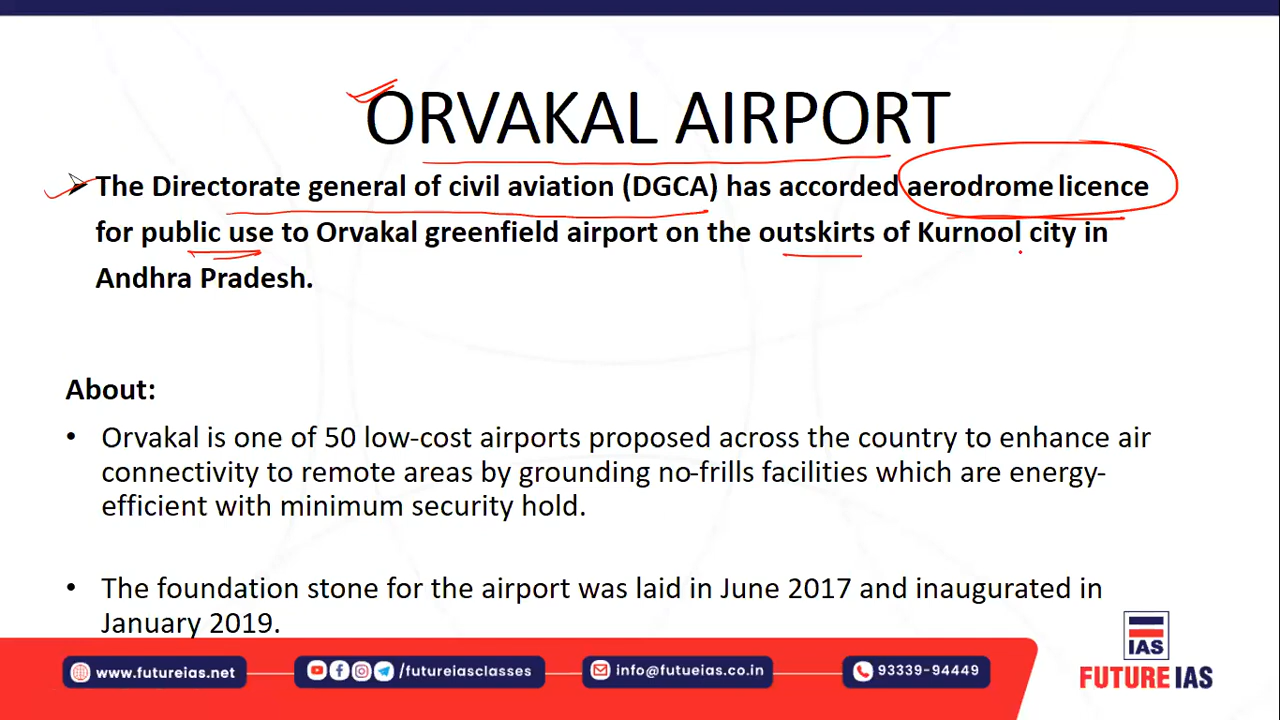 ORVAKAL AIRPORT
The Directorate general of civil aviation (DGCA) has accorded aerodrome licence
for public use to Orvakal greenfield airport on the outskirts of Kurnool city in
Andhra Pradesh.
About:
• Orvakal is one of 50 low-cost airports proposed across the country to enhance air
connectivity to remote areas by grounding no-frills facilities which are energy-
efficient with minimum security hold.
• The foundation stone for the airport was laid in June 2017 and inaugurated in
January 2019.
www.futureias.net
/futureiasclasses
info@futueias.co.in
93339-94449
IAS
FUTURE IAS